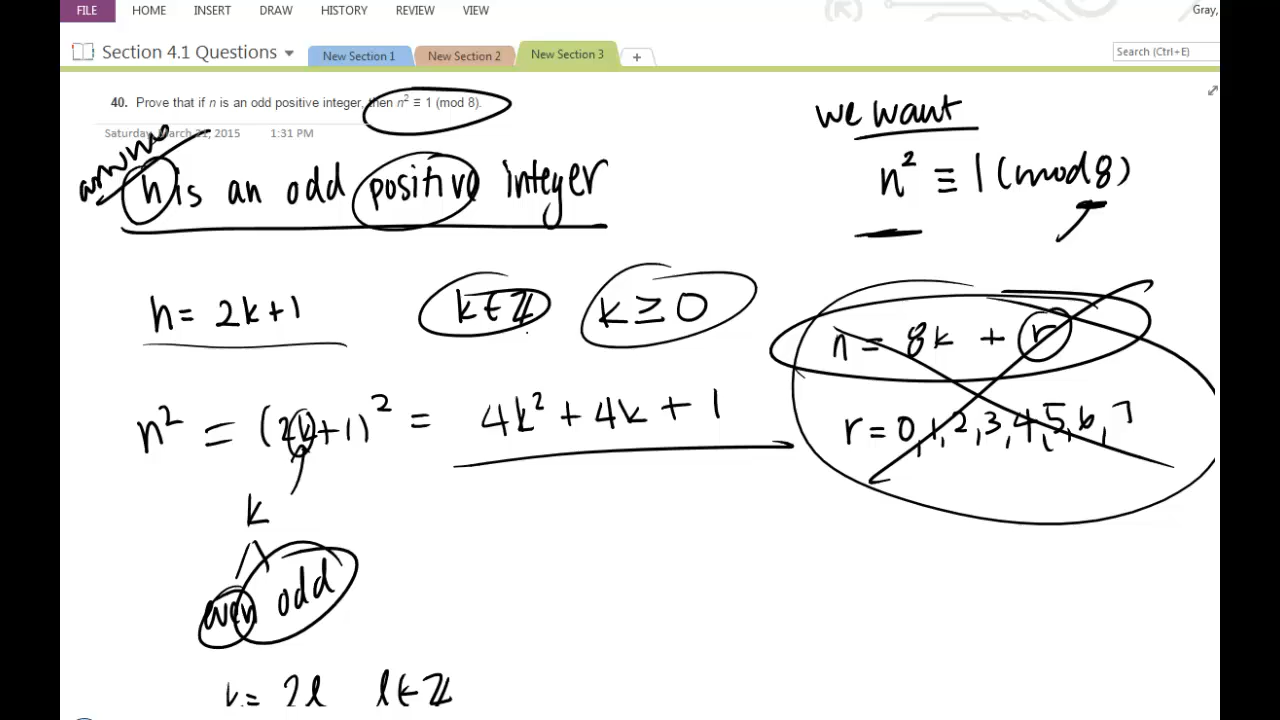 FILE HOME INSERT DRAW HISTORY REVIEW VIEW Gray,
Section 4.1 Questions New Section 1 New Section 2 New Section 3 + Search (Ctrl+E)
40. Prove that if n is an odd positive integer, then n² ≡ 1 (mod 8).
Saturday, March 21, 2015 1:31 PM
we want
n² ≡ 1 (mod 8)
assume
n is an odd positive integer
n = 2k+1 k∈ℤ k ≥ 0
n = 8k + r
n² = (2k+1)² = 4k² + 4k + 1
r = 0,1,2,3,4,5,6,7
k
even odd
k = 2l l∈ℤ